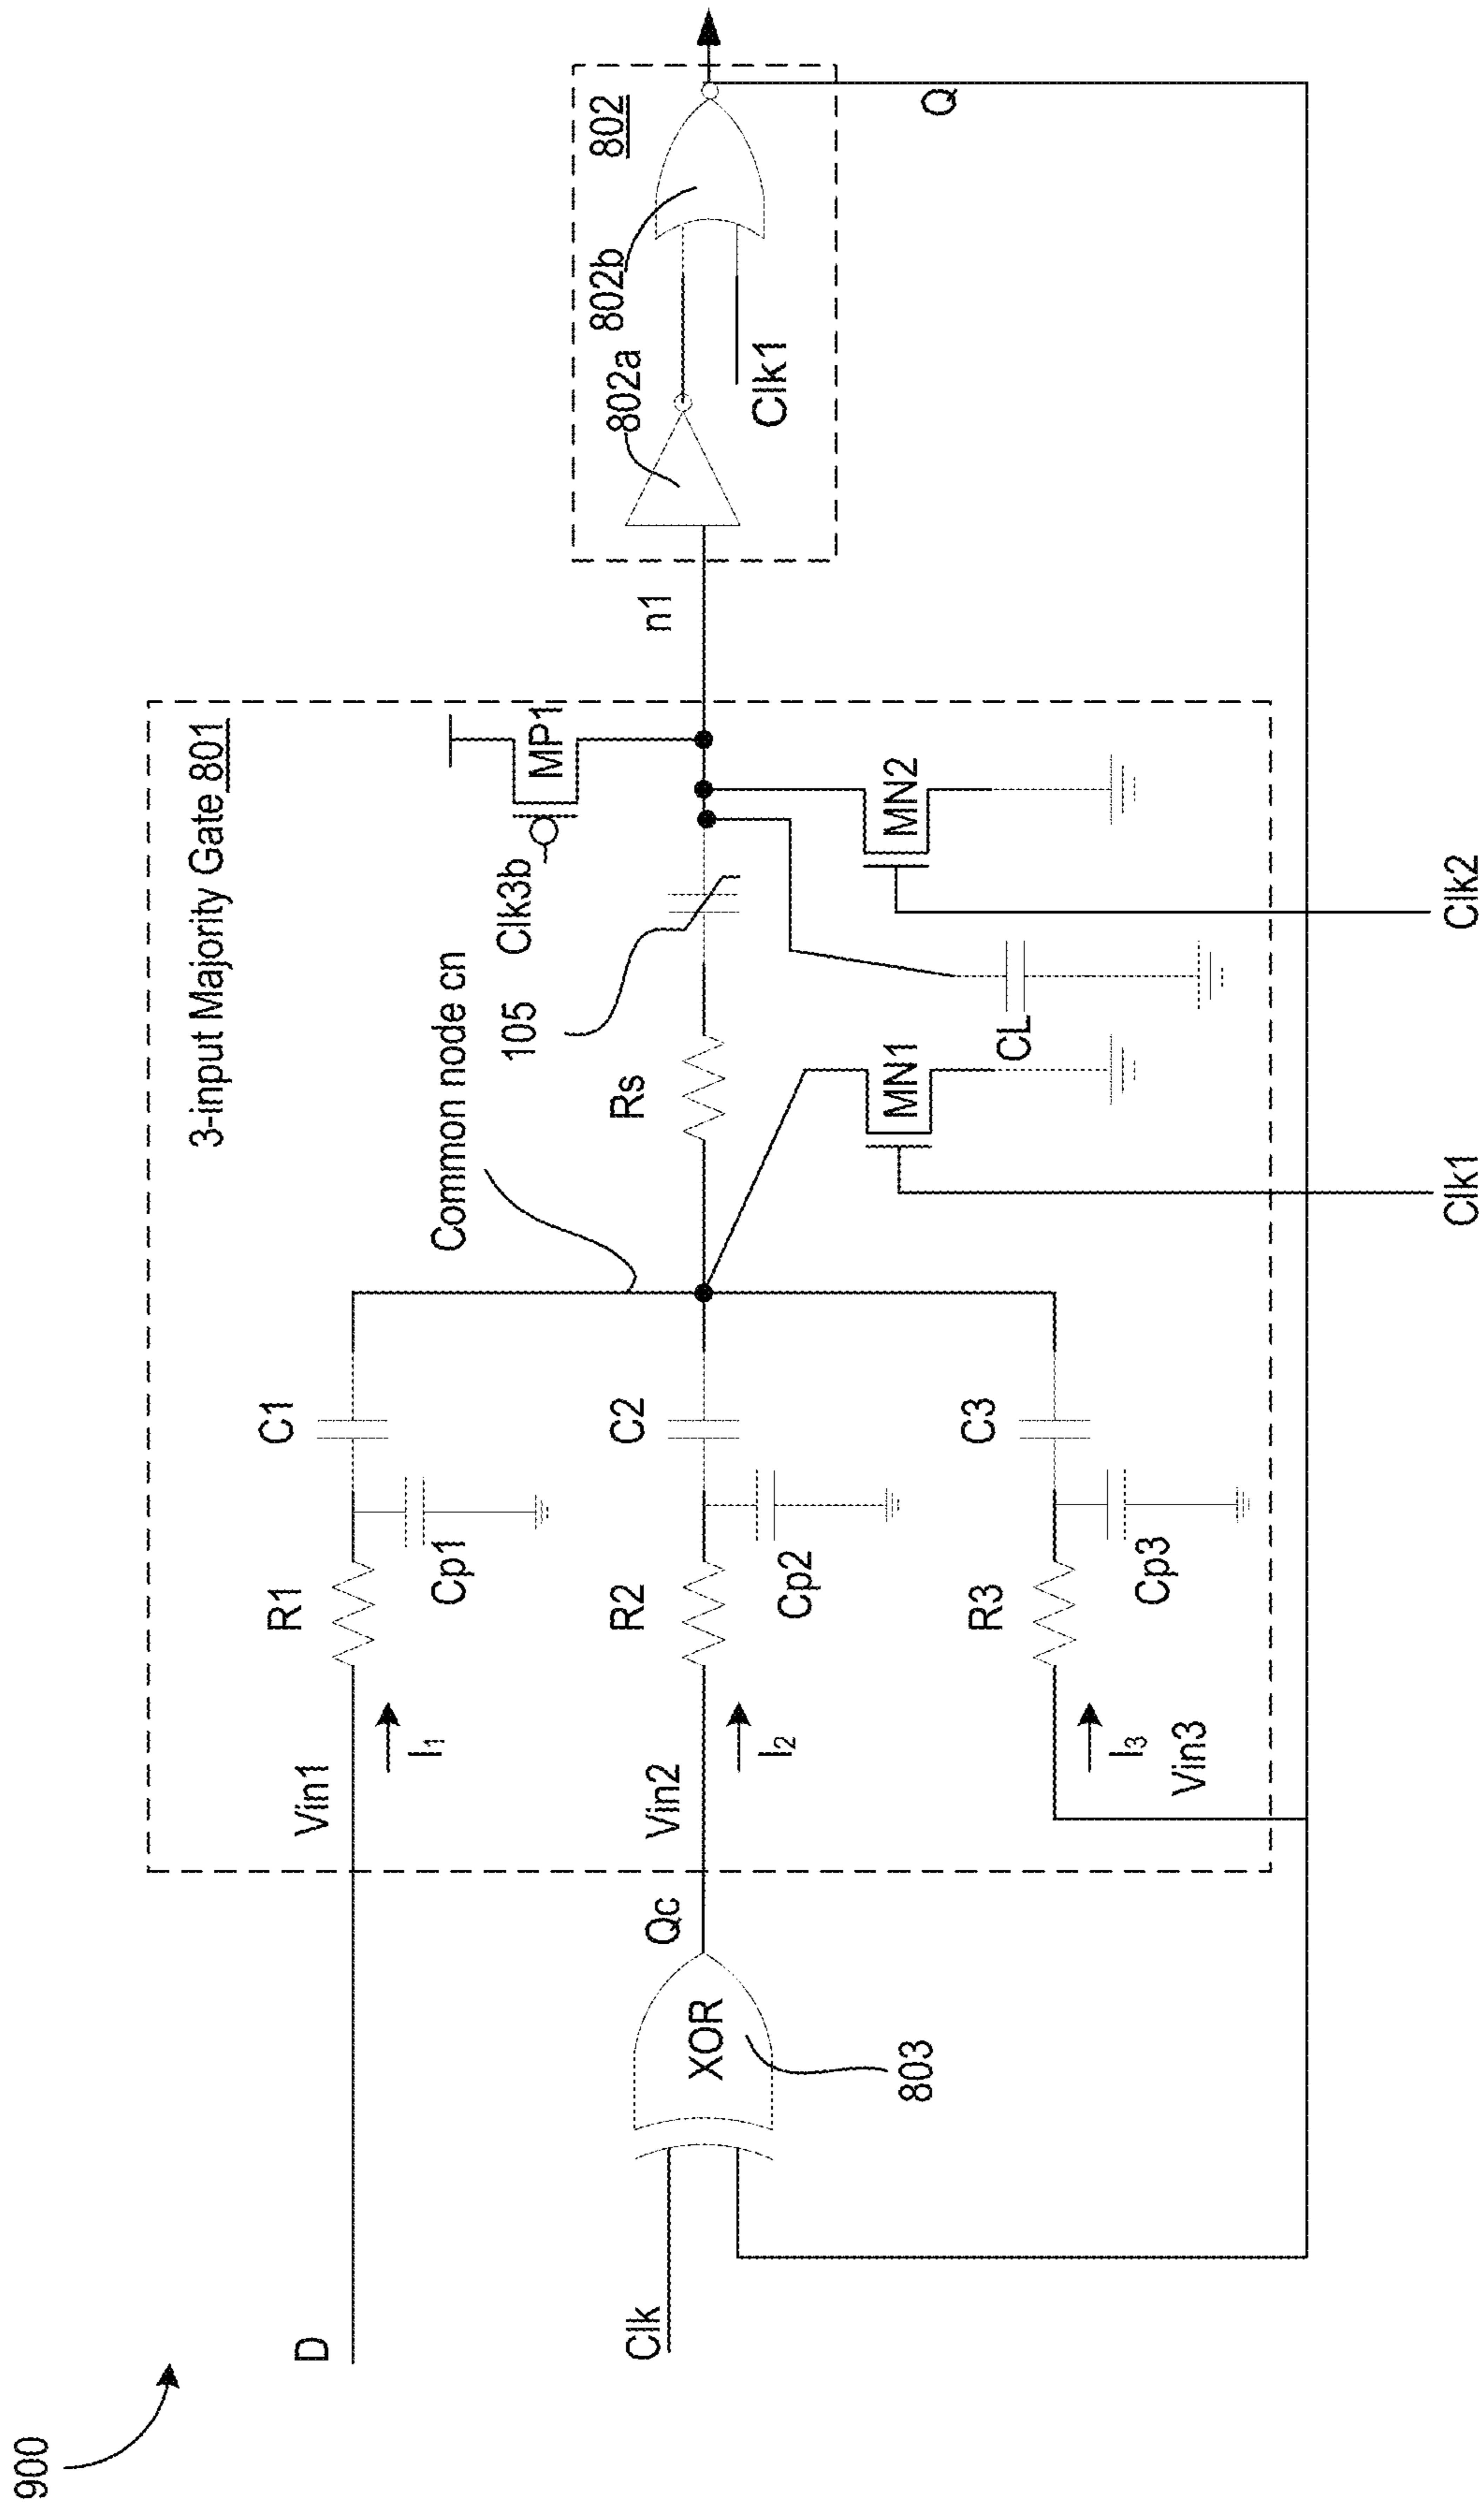 900
3-input Majority Gate 801
D
Clk
XOR
803
Qc
Vin1
I1
R1
Cp1
C1
Vin2
I2
R2
Cp2
C2
Vin3
I3
R3
Cp3
C3
Common node cn
Rs
105
Clk3b
MP1
MN1
CL
MN2
Clk1
Clk2
n1
802
802a
802b
Clk1
Q